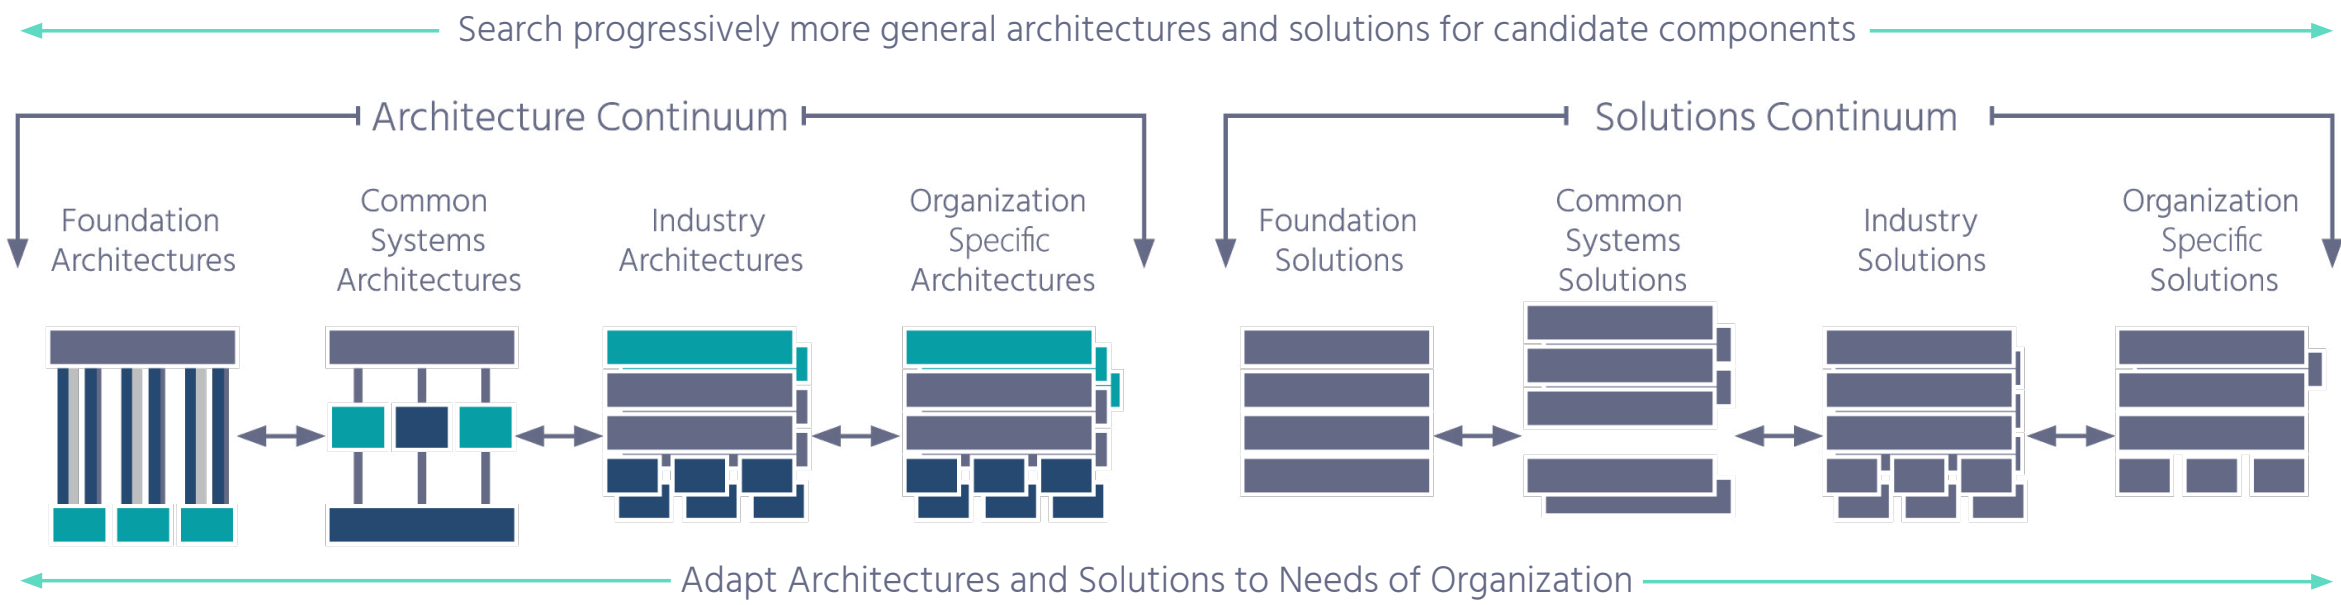 Search progressively more general architectures and solutions for candidate components
Architecture Continuum
Solutions Continuum
Foundation
Architectures
Common
Systems
Architectures
Industry
Architectures
Organization
Specific
Architectures
Foundation
Solutions
Common
Systems
Solutions
Industry
Solutions
Organization
Specific
Solutions
Adapt Architectures and Solutions to Needs of Organization